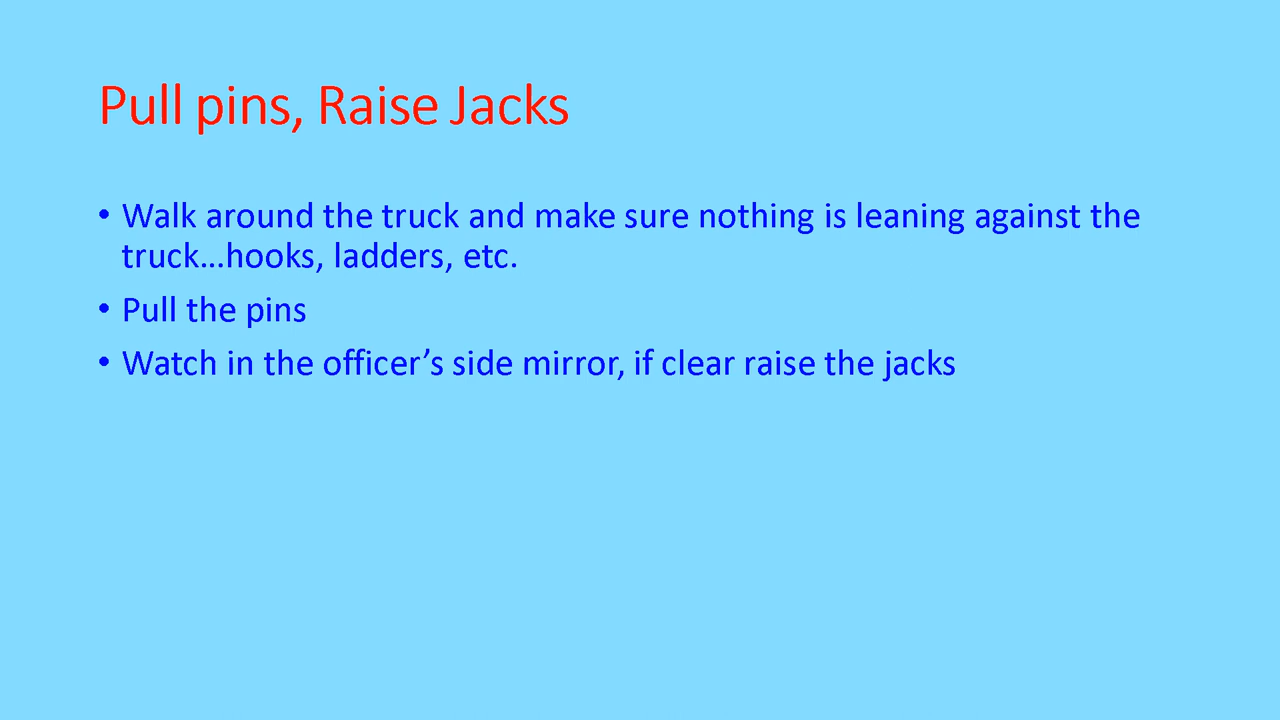 Pull pins, Raise Jacks
• Walk around the truck and make sure nothing is leaning against the
truck...hooks, ladders, etc.
• Pull the pins
• Watch in the officer’s side mirror, if clear raise the jacks